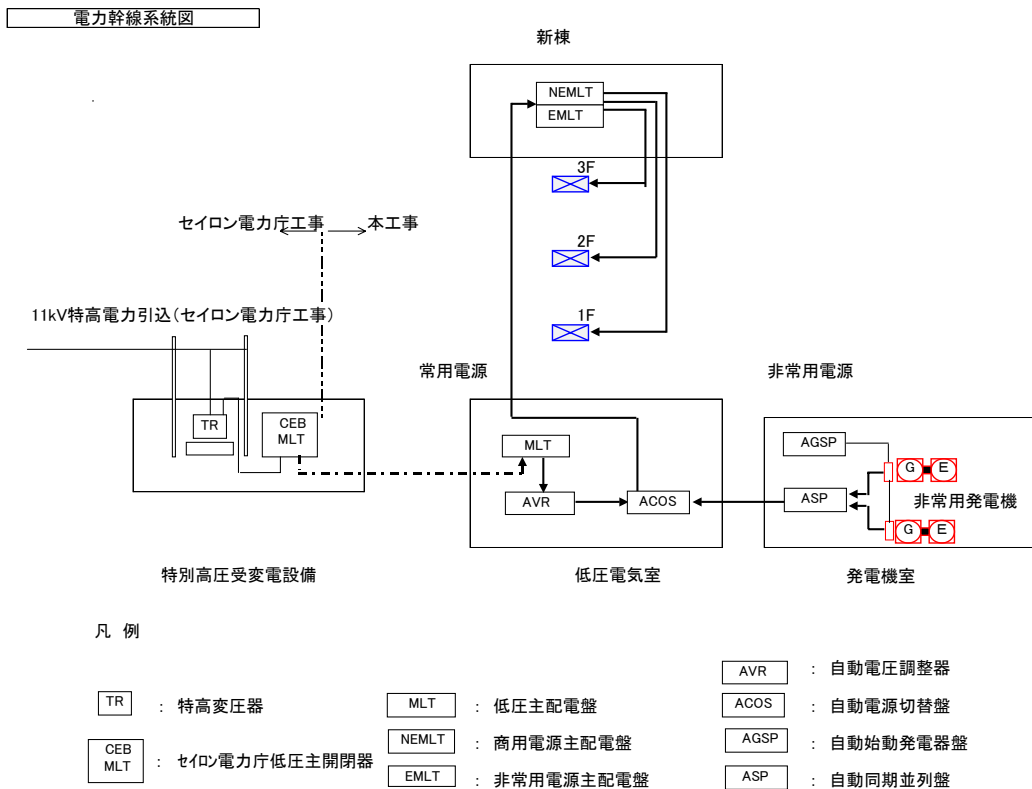 電力幹線系統図
新棟
NEMLT
EMLT
3F
セイロン電力庁工事
本工事
2F
11kV特高電力引込(セイロン電力庁工事)
1F
常用電源
非常用電源
TR
CEB
MLT
MLT
AVR
ACOS
AGSP
ASP
G
E
非常用発電機
G
E
特別高圧受変電設備
低圧電気室
発電機室
凡 例
TR : 特高変圧器
CEB
MLT : セイロン電力庁低圧主開閉器
MLT : 低圧主配電盤
NEMLT : 商用電源主配電盤
EMLT : 非常用電源主配電盤
AVR : 自動電圧調整器
ACOS : 自動電源切替盤
AGSP : 自動始動発電器盤
ASP : 自動同期並列盤